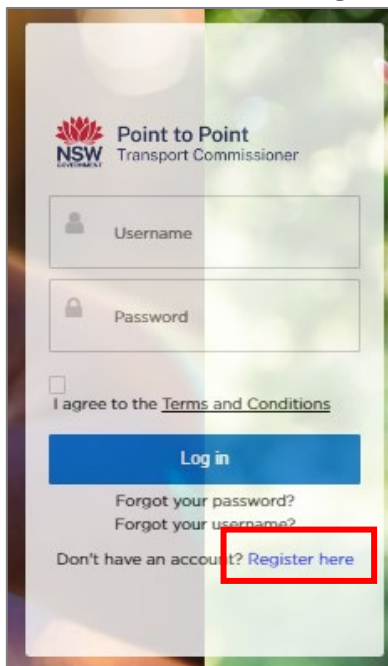 Point to Point
NSW Transport Commissioner
GOVERNMENT
Username
Password
I agree to the Terms and Conditions
Log in
Forgot your password?
Forgot your username?
Don't have an account? Register here